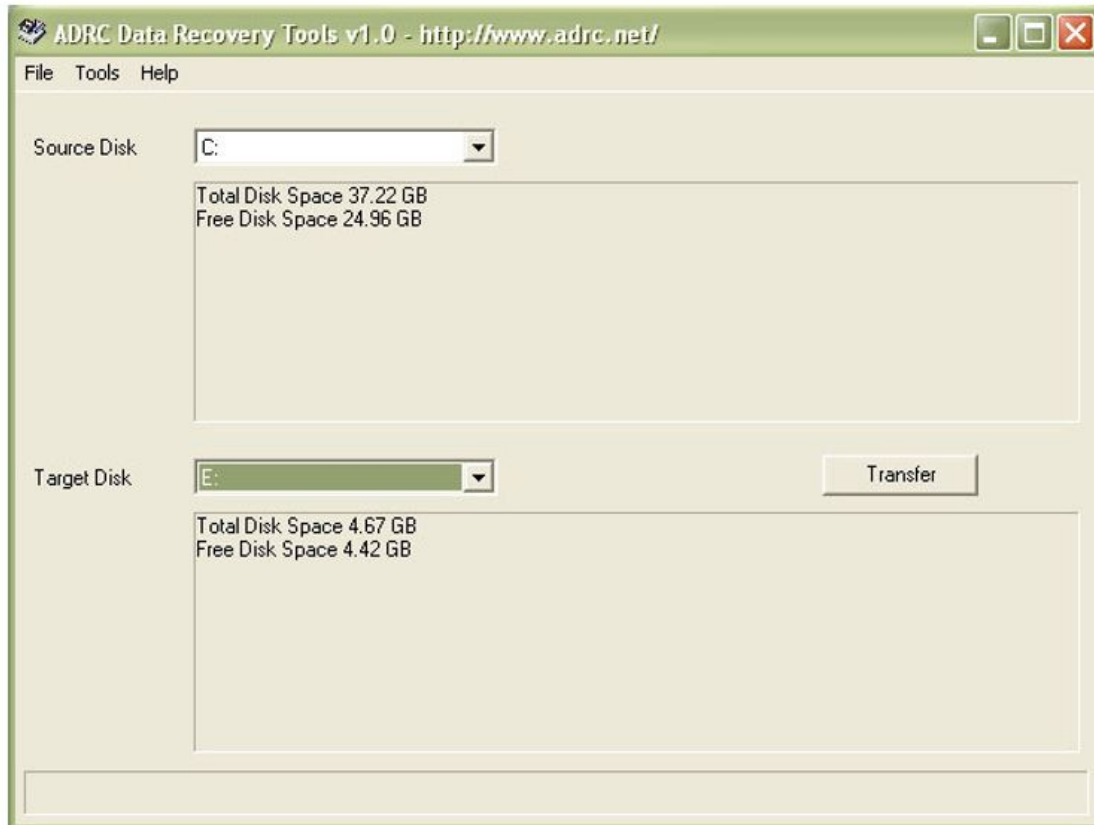 ADRC Data Recovery Tools v1.0 - http://www.adrc.net/
File Tools Help
Source Disk C:
Total Disk Space 37.22 GB
Free Disk Space 24.96 GB
Target Disk E: Transfer
Total Disk Space 4.67 GB
Free Disk Space 4.42 GB